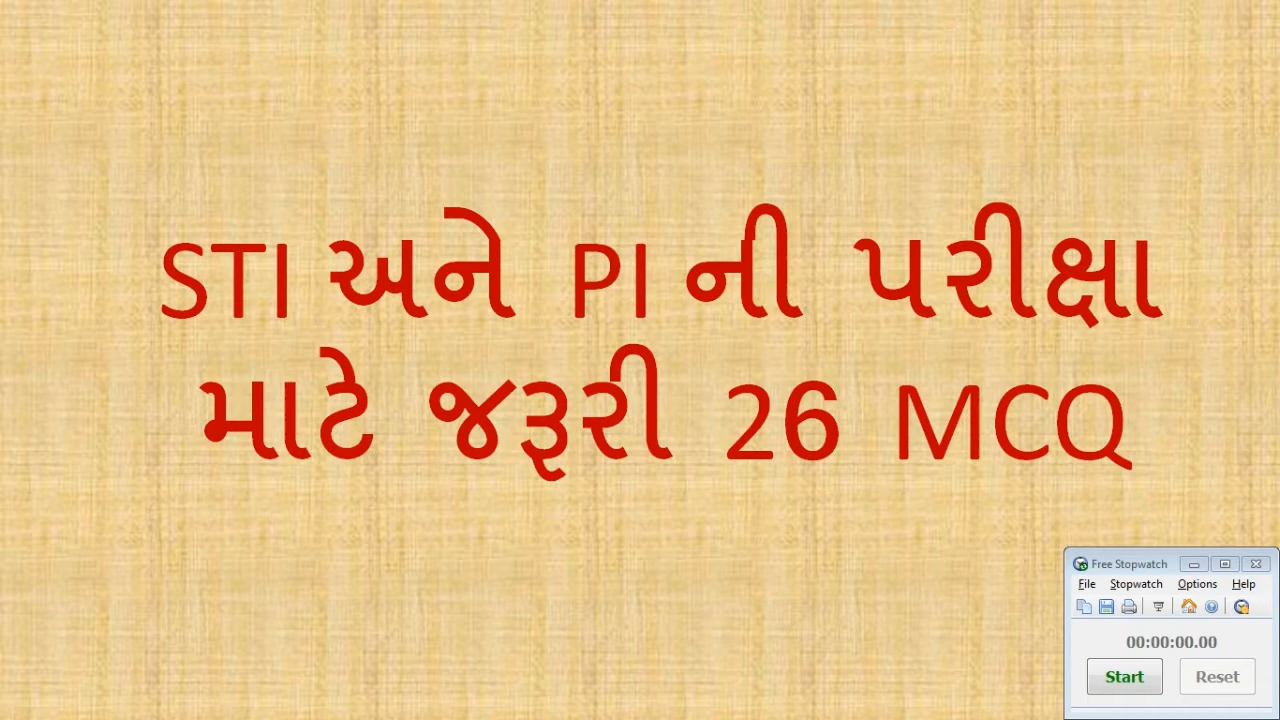 STI અને PI ની પરીક્ષા
માટે જરૂરી 26 MCQ
Free Stopwatch
File Stopwatch Options Help
00:00:00.00
Start Reset